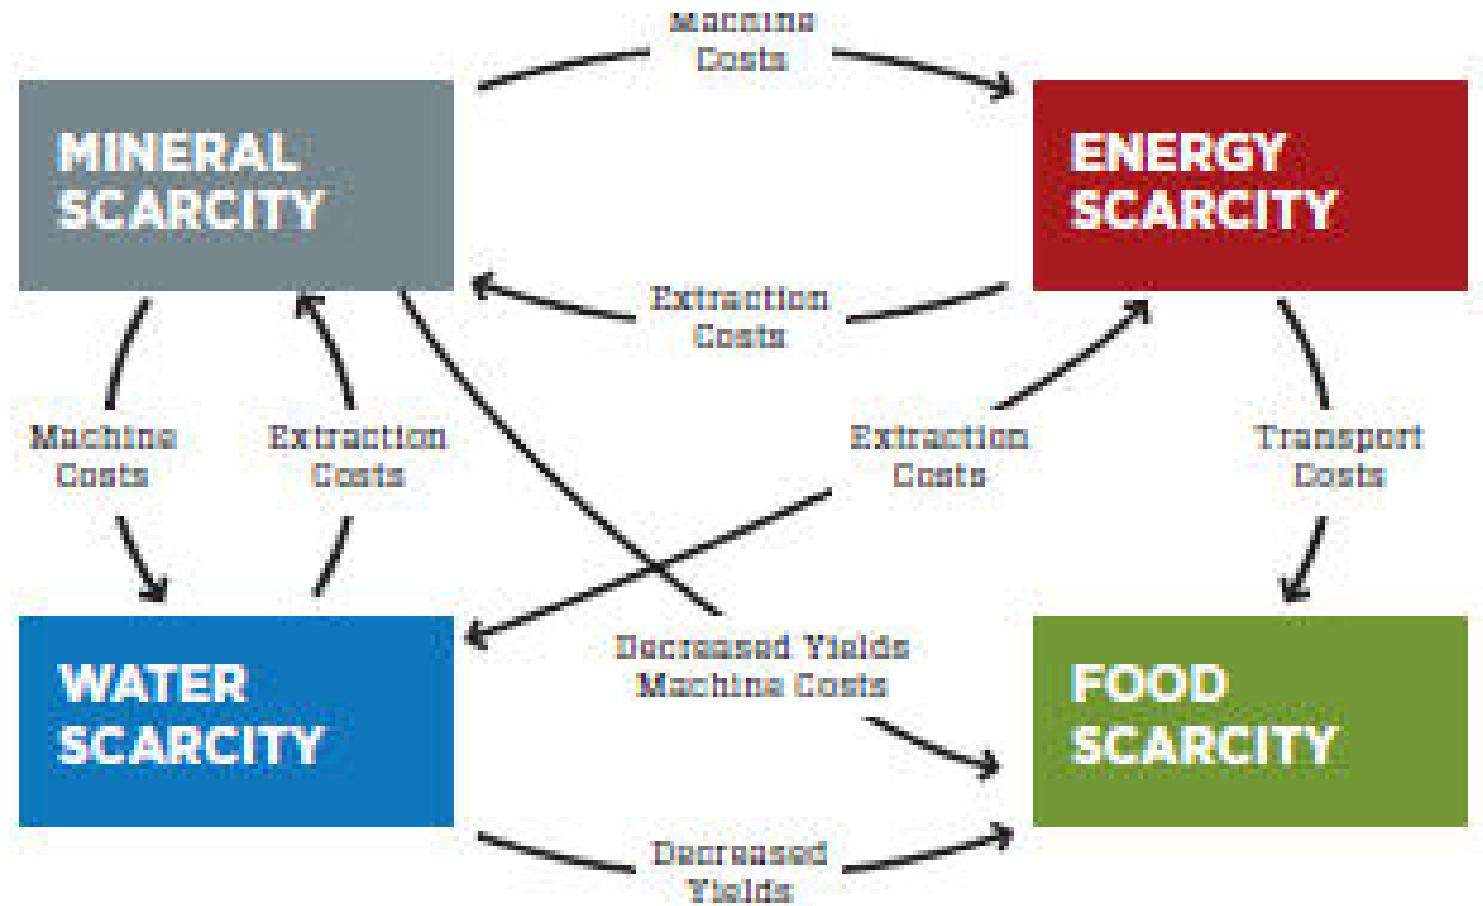 Machine
Costs
MINERAL
SCARCITY
ENERGY
SCARCITY
Extraction
Costs
Machine
Costs
Extraction
Costs
Extraction
Costs
Transport
Costs
Decreased Yields
Machine Costs
WATER
SCARCITY
FOOD
SCARCITY
Decreased
Yields